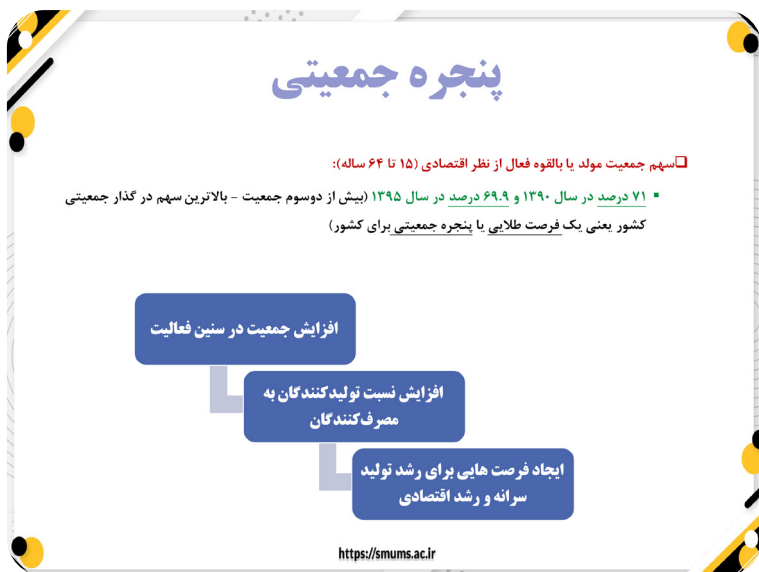 پنجره جمعیتی
سهم جمعیت مولد یا بالقوه فعال از نظر اقتصادی (۱۵ تا ۶۴ ساله):
۷۱ درصد در سال ۱۳۹۰ و ۶۹.۹ درصد در سال ۱۳۹۵ (بیش از دوسوم جمعیت – بالاترین سهم در گذار جمعیتی
کشور یعنی یک فرصت طلایی یا پنجره جمعیتی برای کشور)
افزایش جمعیت در سنین فعالیت
افزایش نسبت تولیدکنندگان به
مصرف‌کنندگان
ایجاد فرصت هایی برای رشد تولید
سرانه و رشد اقتصادی
https://smums.ac.ir